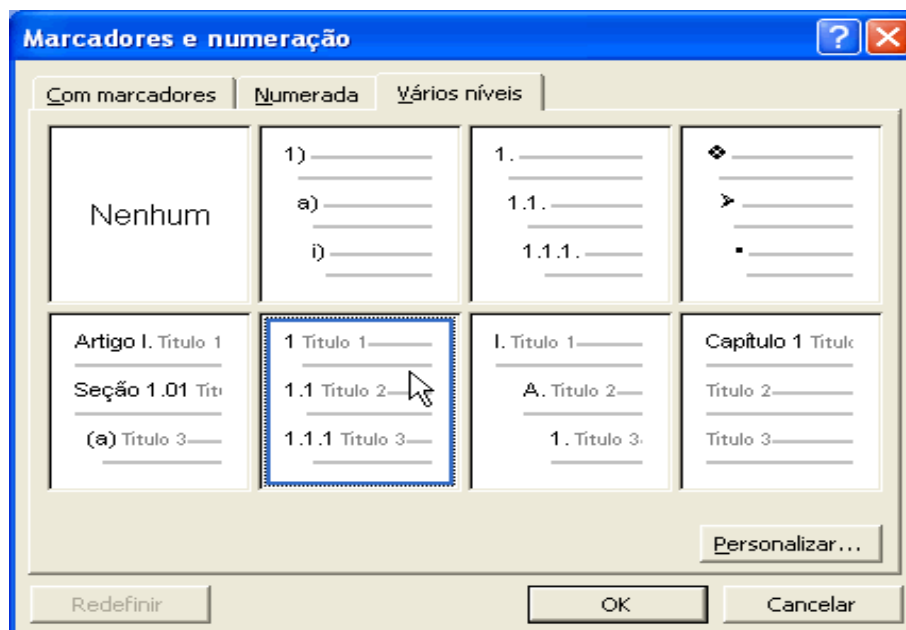 Marcadores e numeração
Com marcadores Numerada Vários níveis
Nenhum
1)
a)
i)
1.
1.1.
1.1.1.
Artigo I. Título 1
Seção 1.01
(a) Título 3
1 Título 1
1.1 Título 2
1.1.1 Título 3
I. Título 1
A. Título 2
1. Título 3
Capítulo 1
Título 2
Título 3
Personalizar...
Redefinir OK Cancelar